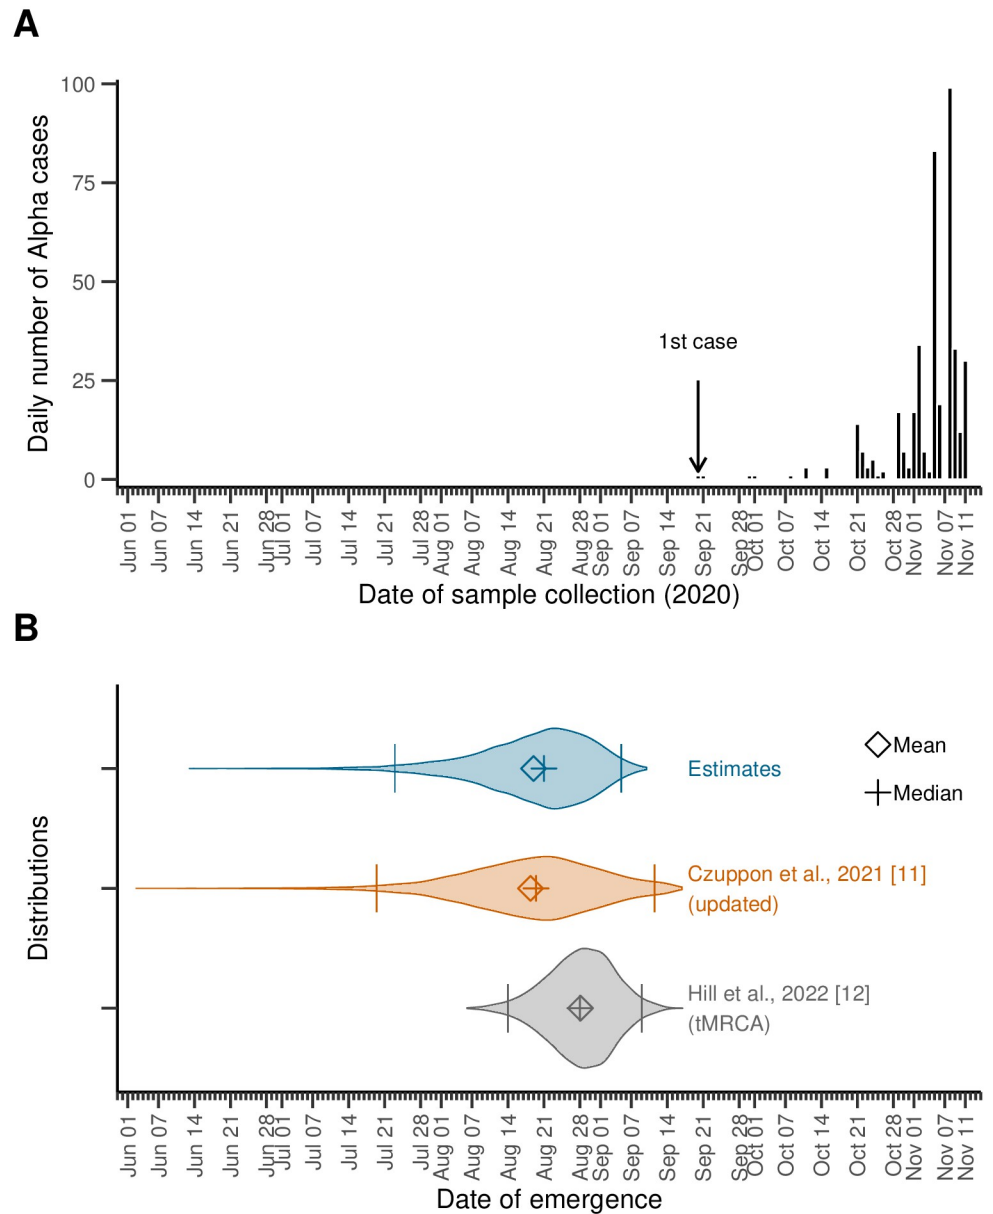 A
Daily number of Alpha cases
100
75
50
25
0
1st case
Jun 01
Jun 07
Jun 14
Jun 21
Jun 28
Jul 01
Jul 07
Jul 14
Jul 21
Jul 28
Aug 01
Aug 07
Aug 14
Aug 21
Aug 28
Sep 01
Sep 07
Sep 14
Sep 21
Sep 28
Oct 01
Oct 07
Oct 14
Oct 21
Oct 28
Nov 01
Nov 07
Nov 11
Date of sample collection (2020)
B
Distributions
Estimates
Mean
Median
Czuppon et al., 2021 [11]
(updated)
Hill et al., 2022 [12]
(tMRCA)
Jun 01
Jun 07
Jun 14
Jun 21
Jun 28
Jul 01
Jul 07
Jul 14
Jul 21
Jul 28
Aug 01
Aug 07
Aug 14
Aug 21
Aug 28
Sep 01
Sep 07
Sep 14
Sep 21
Sep 28
Oct 01
Oct 07
Oct 14
Oct 21
Oct 28
Nov 01
Nov 07
Nov 11
Date of emergence